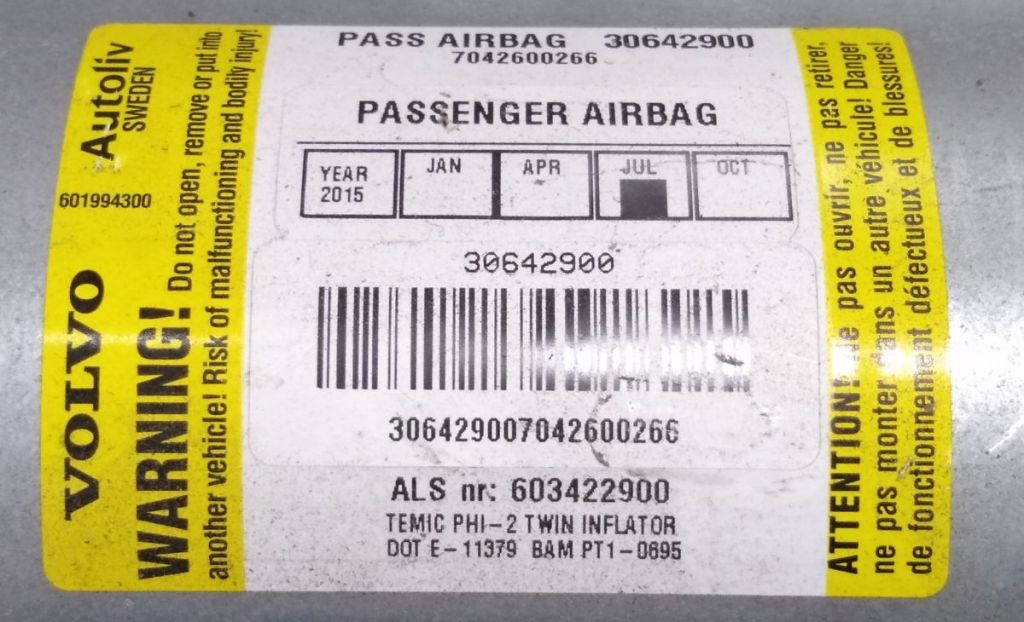 Autoliv
SWEDEN
601994300
VOLVO
WARNING! Do not open, remove or put into
another vehicle! Risk of malfunctioning and bodily injury!
PASS AIRBAG 30642900
7042600266
PASSENGER AIRBAG
YEAR JAN APR JUL OCT
2015
30642900
306429007042600266
ALS nr: 603422900
TEMIC PHI-2 TWIN INFLATOR
DOT E-11379 BAM PT1-0695
ATTENTION! Ne pas ouvrir, ne pas retirer,
ne pas monter dans un autre véhicule! Danger
de fonctionnement défectueux et de blessures!